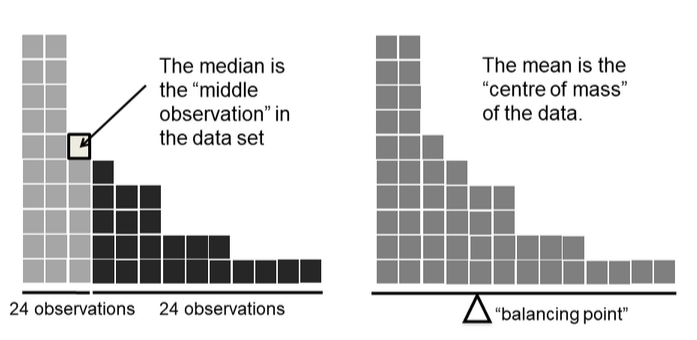 The median is
the “middle
observation” in
the data set
24 observations
24 observations
The mean is the
“centre of mass”
of the data.
“balancing point”